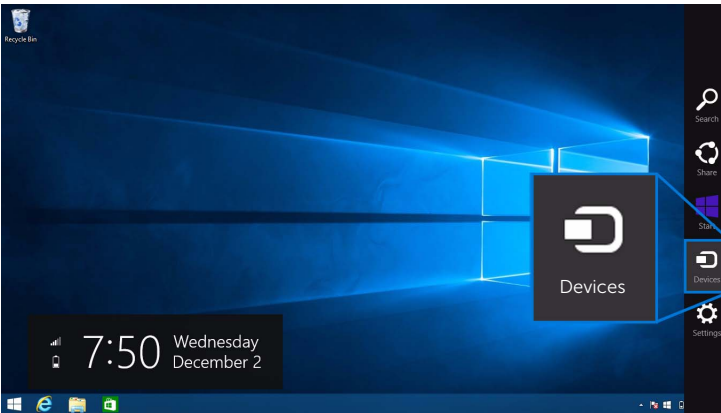 Recycle Bin
Search
Share
Start
Devices
Devices
Settings
7:50
Wednesday
December 2